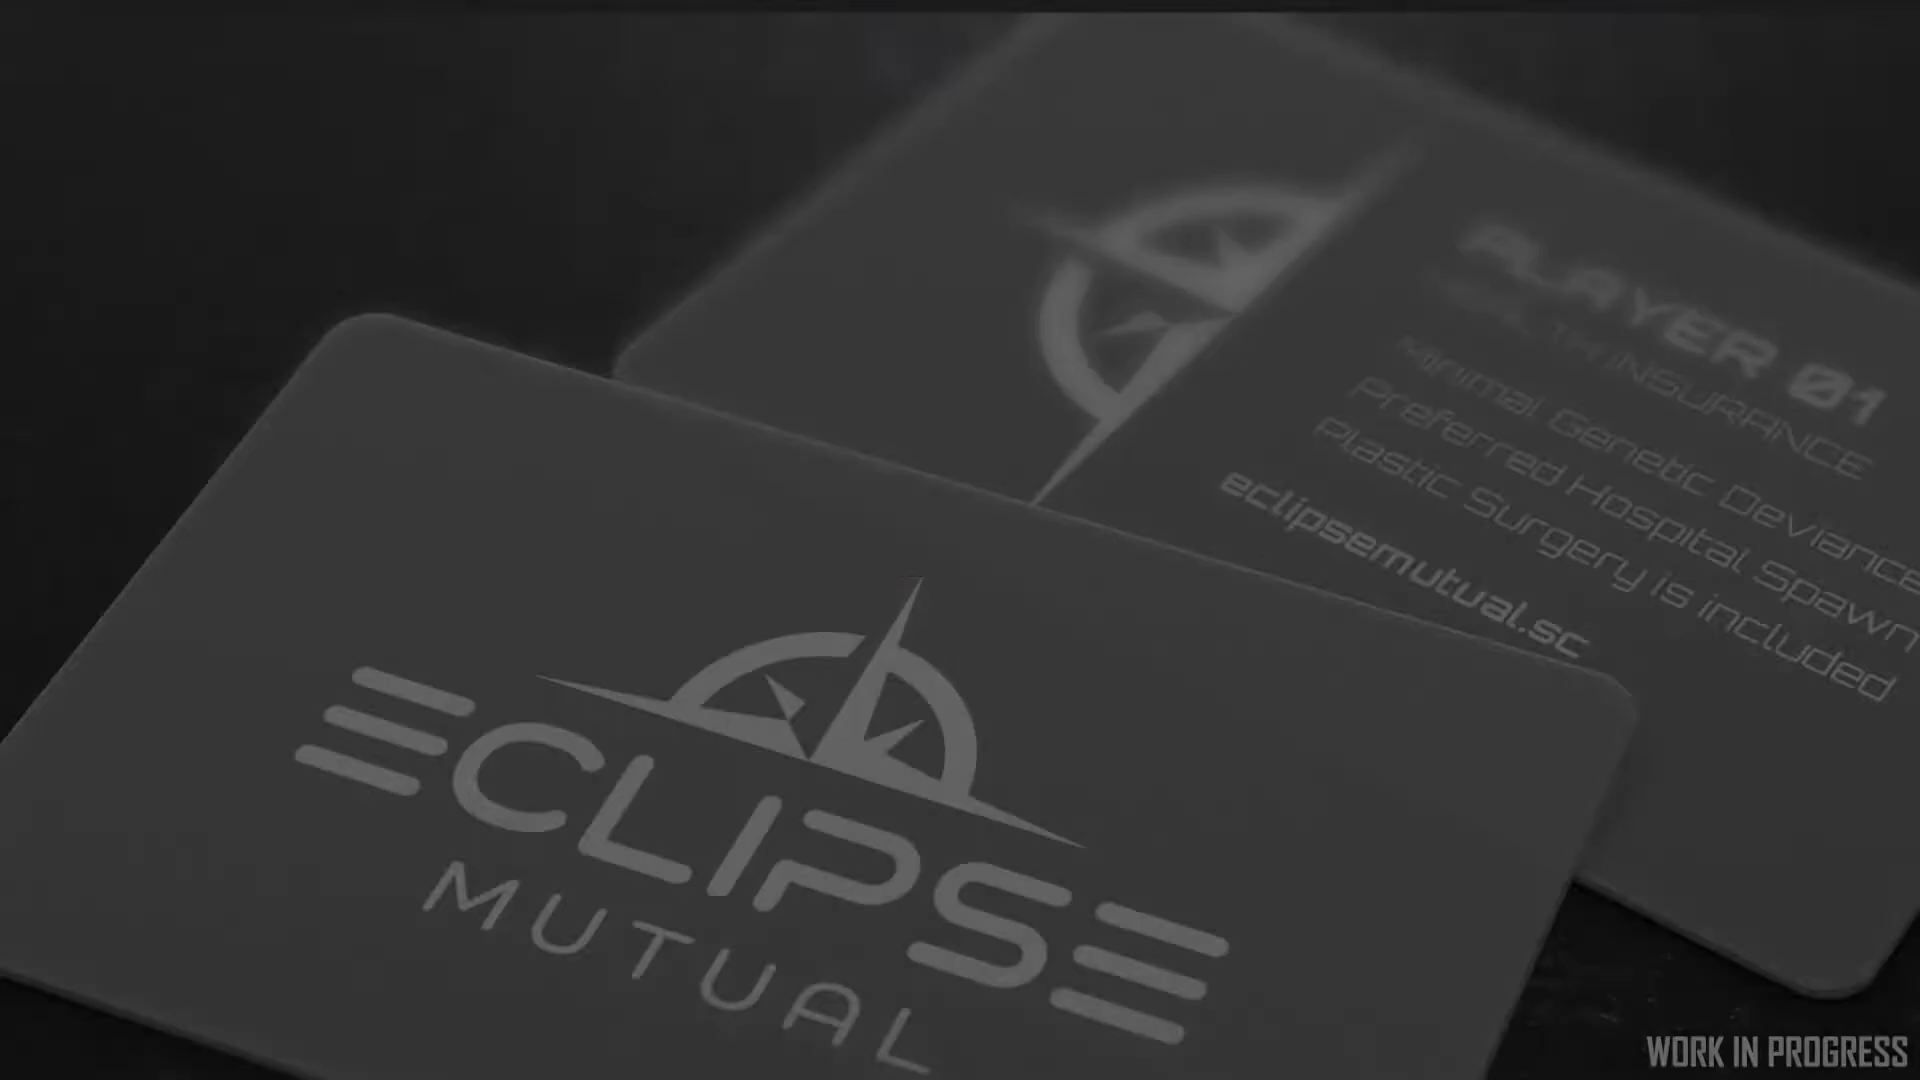 PLAYER 01
HEALTH INSURANCE
Minimal Genetic Deviance
Preferred Hospital Spawn
Plastic Surgery is included
eclipsemutual.sc
ECLIPSE
MUTUAL
WORK IN PROGRESS